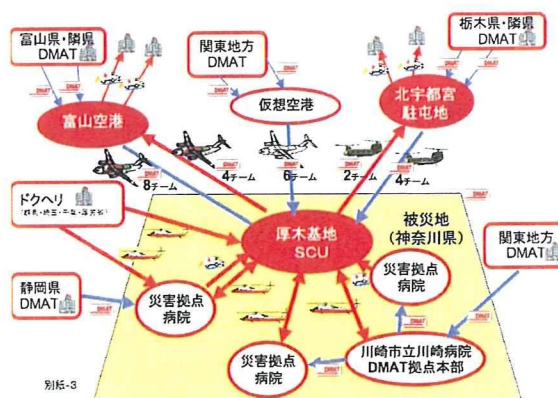 富山県・隣県
DMAT
関東地方
DMAT
栃木県・隣県
DMAT
富山空港
仮想空港
北宇都宮
駐屯地
DMAT
8チーム
DMAT
4チーム
DMAT
6チーム
DMAT
2チーム
DMAT
4チーム
ドクヘリ
厚木基地
SCU
被災地
(神奈川県)
関東地方
DMAT
静岡県
DMAT
災害拠点
病院
災害拠点
病院
災害拠点
病院
川崎市立川崎病院
DMAT拠点本部
別紙-3